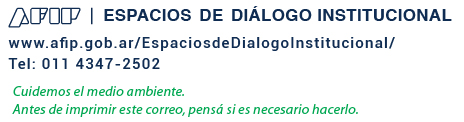 AFIP | ESPACIOS DE DIÁLOGO INSTITUCIONAL
www.afip.gob.ar/EspaciosdeDialogoInstitucional/
Tel: 011 4347-2502
Cuidemos el medio ambiente.
Antes de imprimir este correo, pensá si es necesario hacerlo.